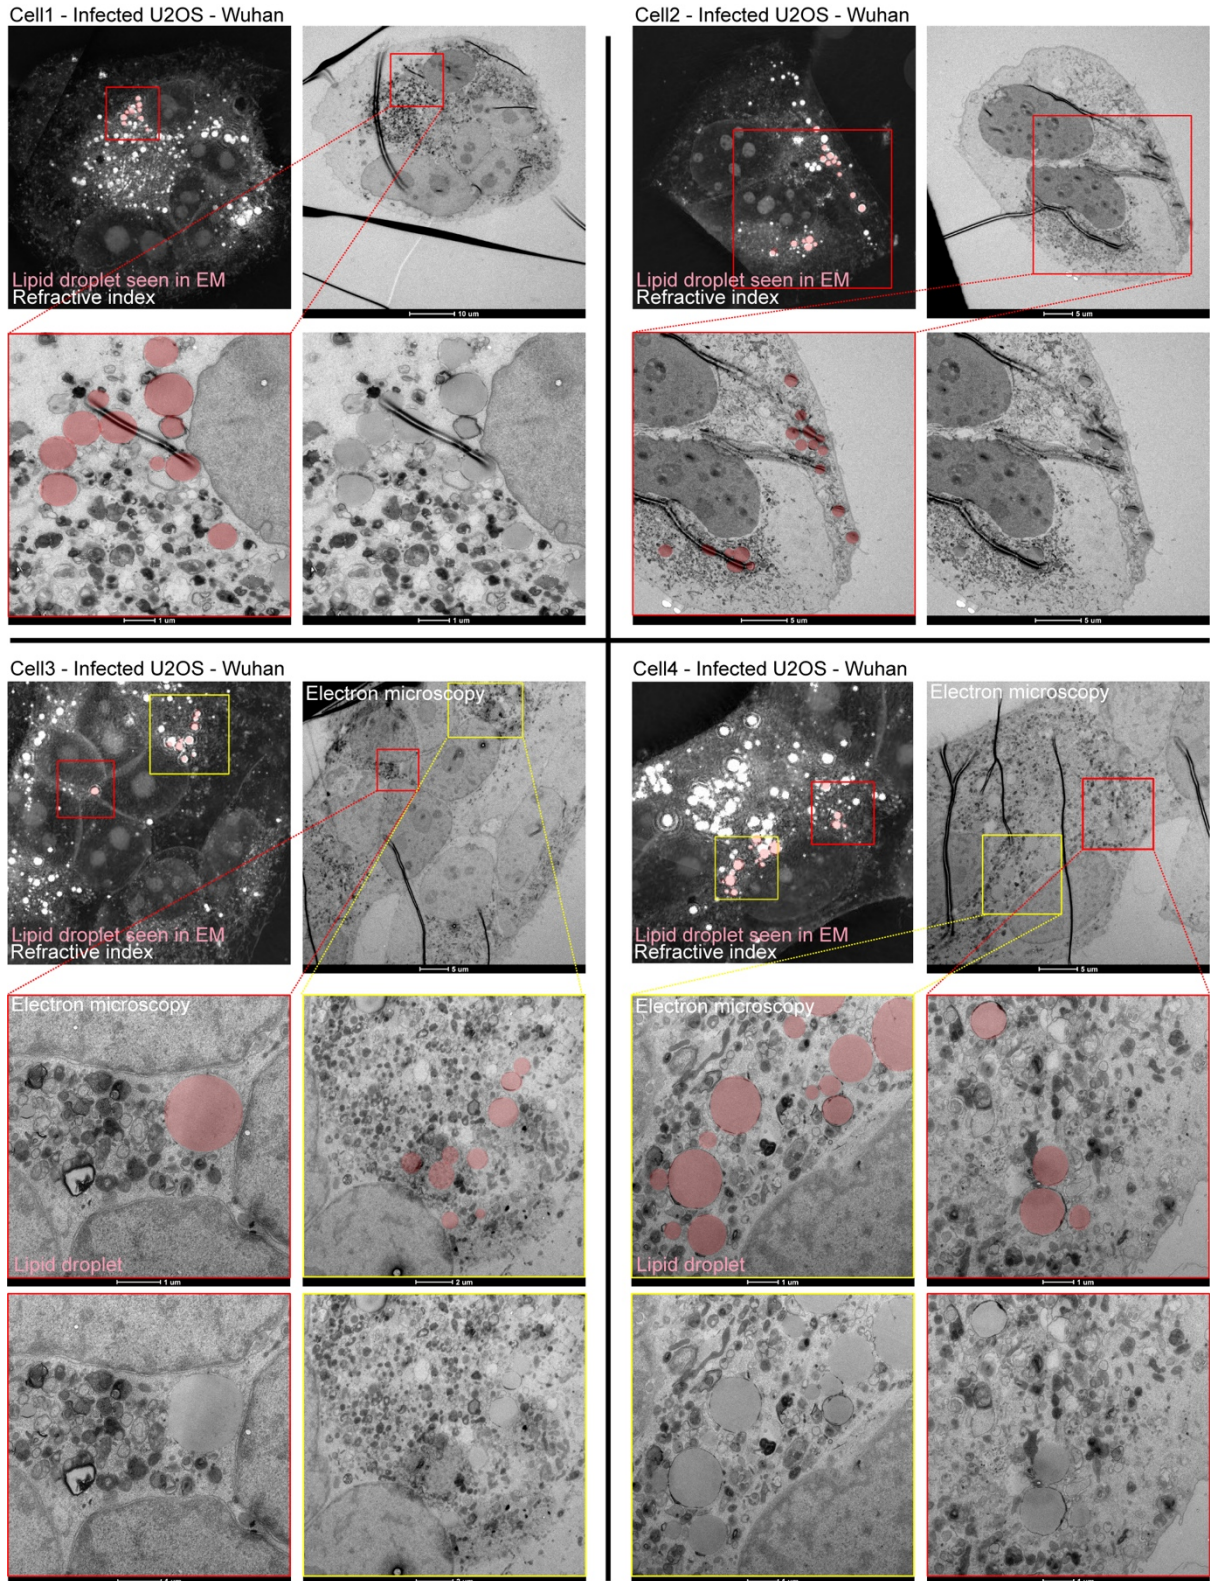 Cell1 - Infected U2OS - Wuhan
Lipid droplet seen in EM
Refractive index
10 um
1 um
1 um
Cell2 - Infected U2OS - Wuhan
Lipid droplet seen in EM
Refractive index
5 um
5 um
5 um
Cell3 - Infected U2OS - Wuhan
Electron microscopy
Lipid droplet seen in EM
Refractive index
5 um
Electron microscopy
Lipid droplet
1 um
2 um
Cell4 - Infected U2OS - Wuhan
Electron microscopy
Lipid droplet seen in EM
Refractive index
5 um
Electron microscopy
Lipid droplet
1 um
1 um